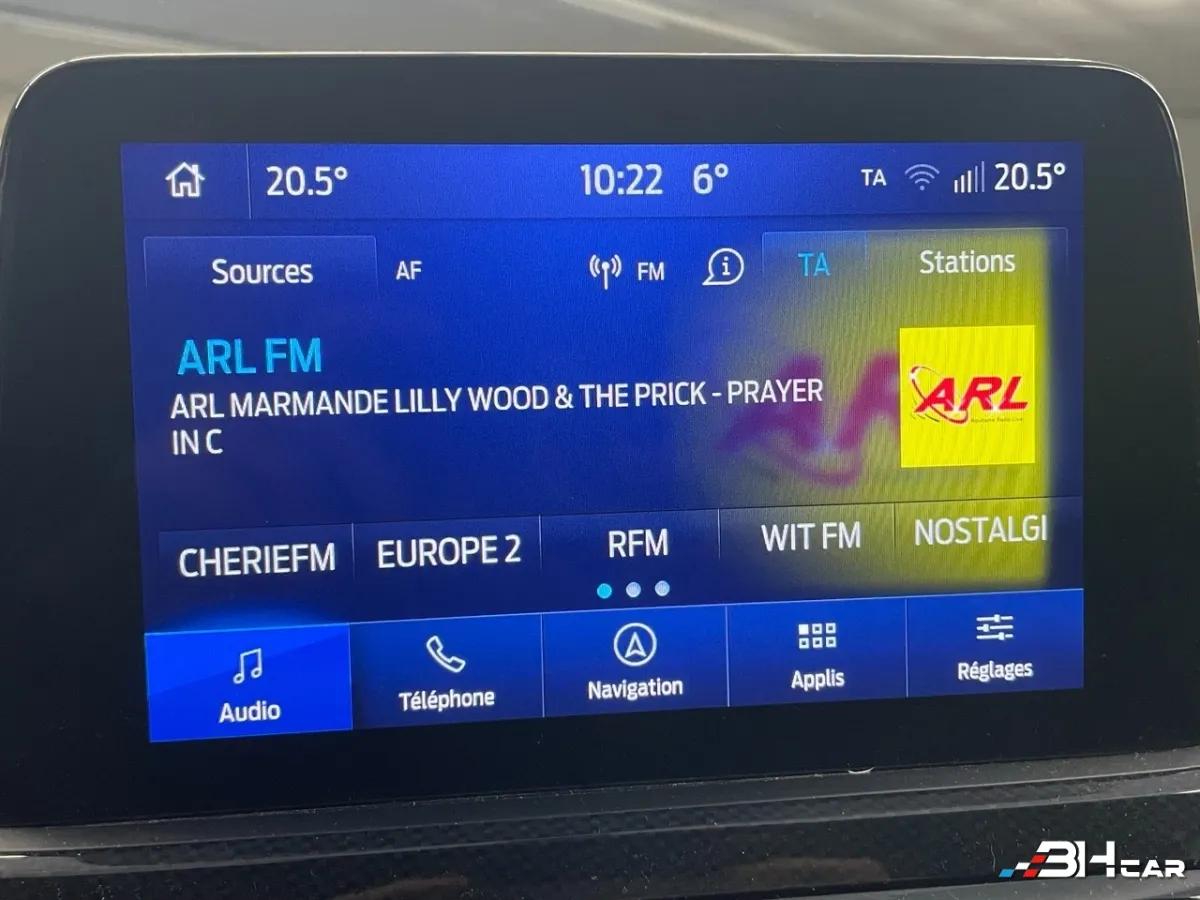 20.5° 10:22 6° TA 20.5°
Sources AF FM TA Stations
ARL FM
ARL MARMANDE LILLY WOOD & THE PRICK - PRAYER
IN C
ARL
CHERIEFM EUROPE 2 RFM WIT FM NOSTALGI
Audio Téléphone Navigation Applis Réglages
3HCAR